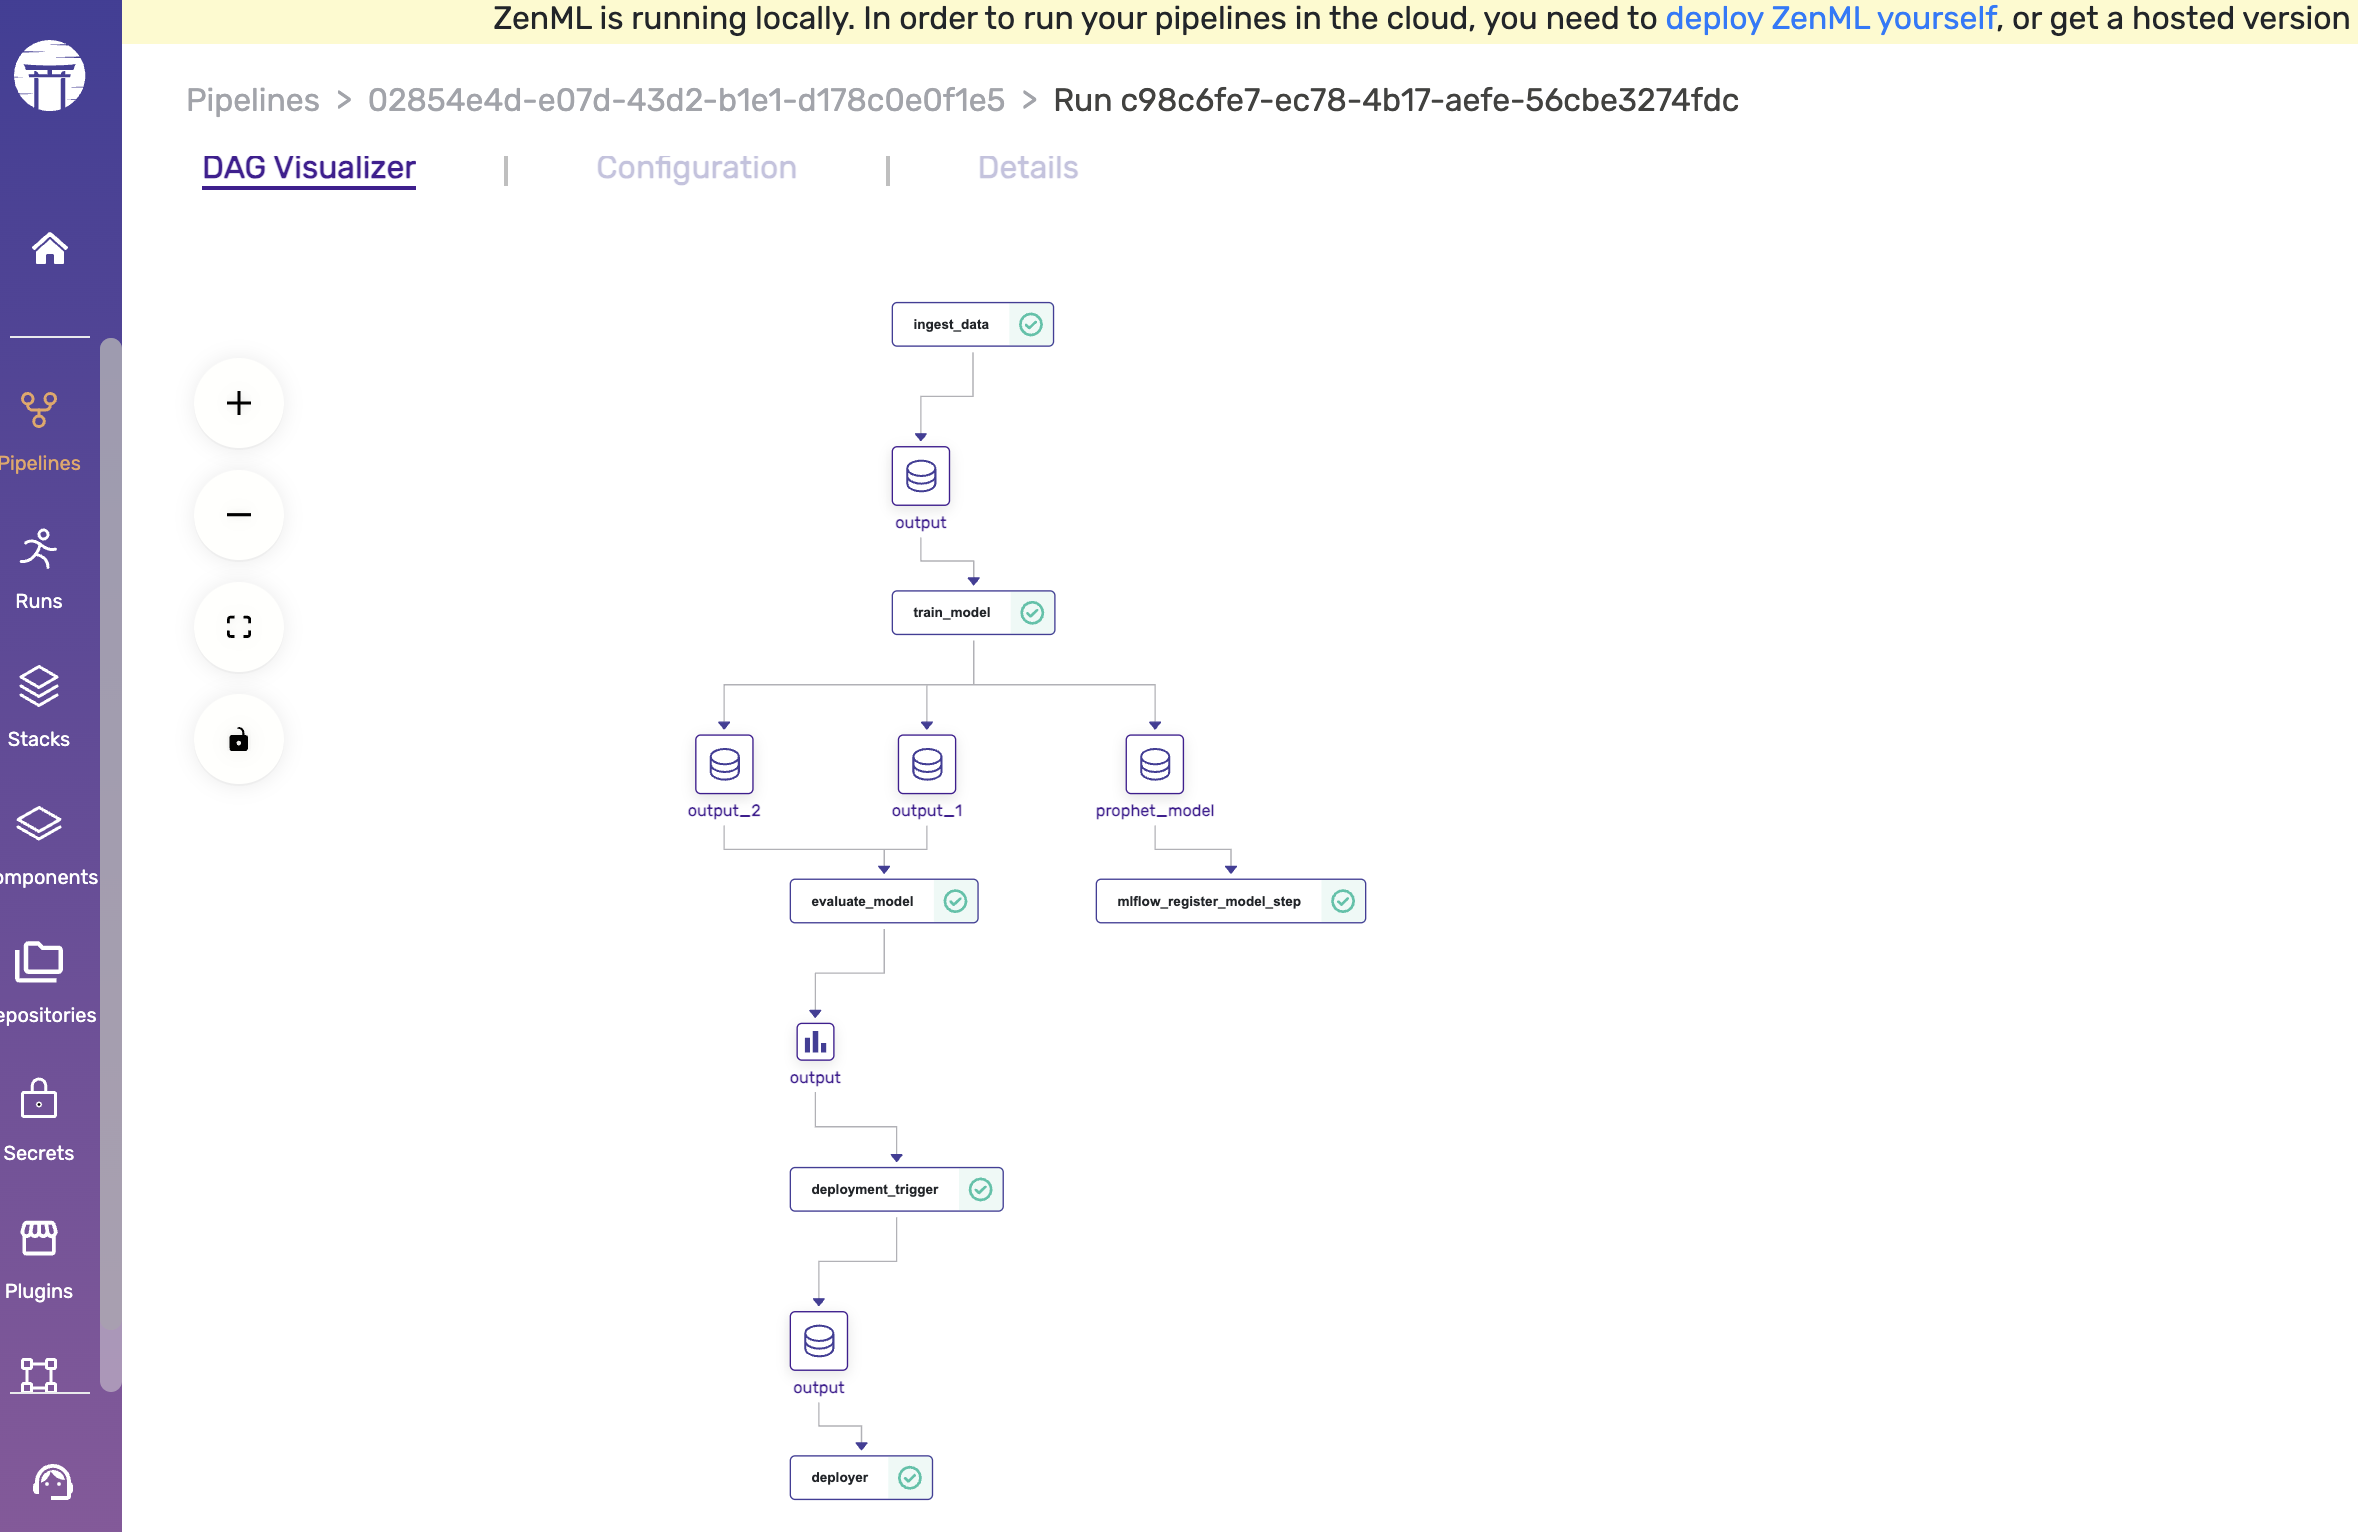 ZenML is running locally. In order to run your pipelines in the cloud, you need to deploy ZenML yourself, or get a hosted version
Pipelines > 02854e4d-e07d-43d2-b1e1-d178c0e0f1e5 > Run c98c6fe7-ec78-4b17-aefe-56cbe3274fdc
DAG Visualizer | Configuration | Details
Pipelines
Runs
Stacks
omponents
epositories
Secrets
Plugins
ingest_data
output
train_model
output_2
output_1
prophet_model
evaluate_model
mlflow_register_model_step
output
deployment_trigger
output
deployer